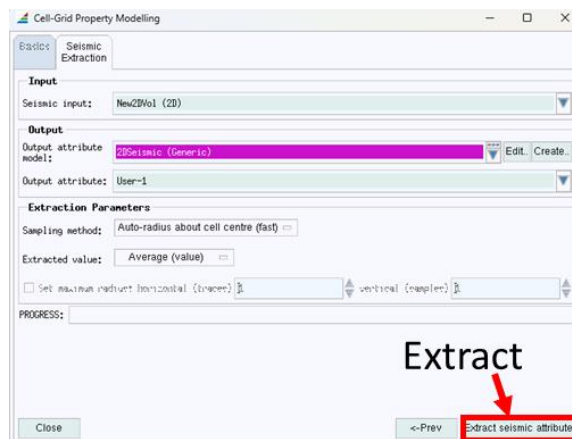 Cell-Grid Property Modelling
Basics
Seismic Extraction
Input
Seismic input: New2DVol (2D)
Output
Output attribute model: 2DSeismic (Generic) Edit.. Create..
Output attribute: User-1
Extraction Parameters
Sampling method: Auto-radius about cell centre (fast)
Extracted value: Average (value)
Set maximum radius: horizontal (traces) vertical (samples)
PROGRESS:
Extract
Close <-Prev Extract seismic attribute